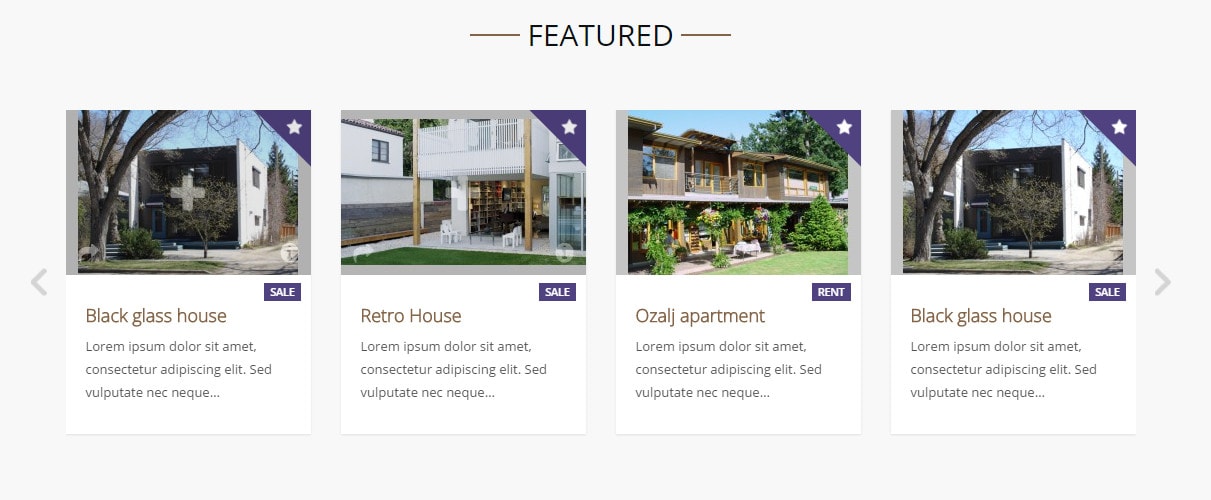 FEATURED
SALE
Black glass house
Lorem ipsum dolor sit amet,
consectetur adipiscing elit. Sed
vulputate nec neque...
SALE
Retro House
Lorem ipsum dolor sit amet,
consectetur adipiscing elit. Sed
vulputate nec neque...
RENT
Ozalj apartment
Lorem ipsum dolor sit amet,
consectetur adipiscing elit. Sed
vulputate nec neque...
SALE
Black glass house
Lorem ipsum dolor sit amet,
consectetur adipiscing elit. Sed
vulputate nec neque...